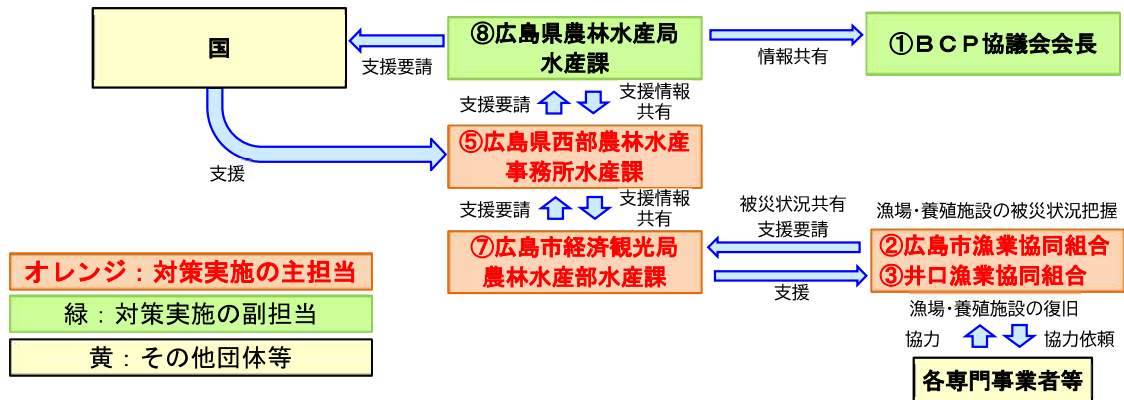 国
支援要請
⑧広島県農林水産局
水産課
情報共有
①ＢＣＰ協議会会長
支援要請
支援情報
共有
⑤広島県西部農林水産
事務所水産課
支援
支援要請
支援情報
共有
⑦広島市経済観光局
農林水産部水産課
被災状況共有
支援要請
支援
漁場・養殖施設の被災状況把握
②広島市漁業協同組合
③井口漁業協同組合
漁場・養殖施設の復旧
協力
協力依頼
各専門事業者等
オレンジ：対策実施の主担当
緑：対策実施の副担当
黄：その他団体等